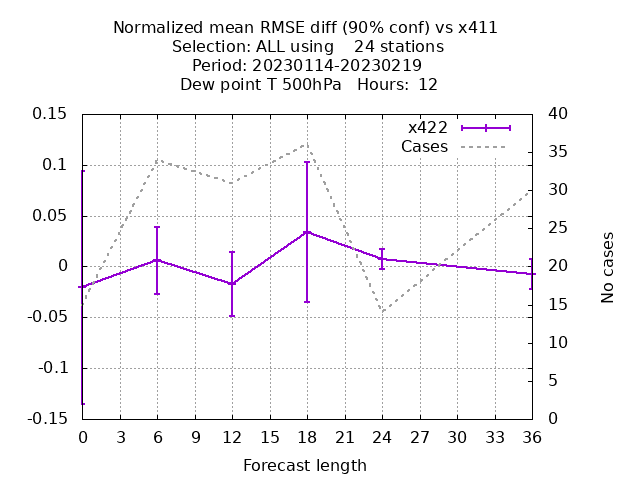 Normalized mean RMSE diff (90% conf) vs x411
Selection: ALL using    24 stations
Period: 20230114-20230219
Dew point T 500hPa   Hours:  12
x422
Cases
0.15
0.1
0.05
0
-0.05
-0.1
-0.15
40
35
30
25
20
15
10
5
0
No cases
0 3 6 9 12 15 18 21 24 27 30 33 36
Forecast length